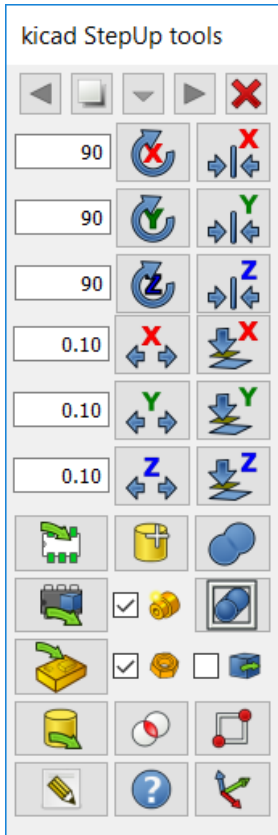 kicad StepUp tools
90 X X
90 Y Y
90 Z Z
0.10 X X
0.10 Y Y
0.10 Z Z
?